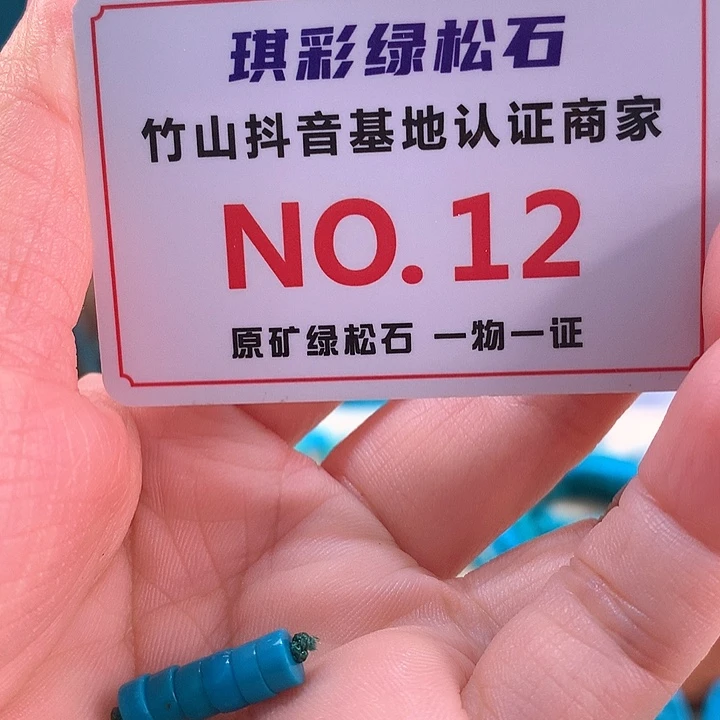 琪彩绿松石
竹山抖音基地认证商家
NO.12
原矿绿松石 一物一证